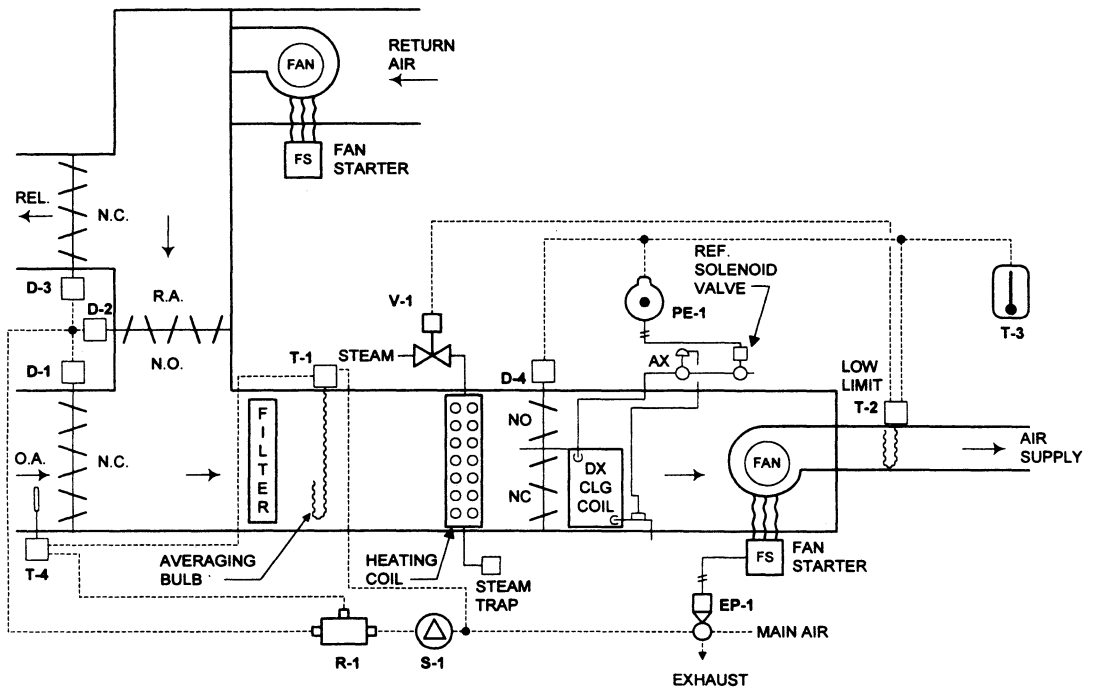 FAN
RETURN
AIR
FS
FAN
STARTER
REL.
N.C.
D-3
D-2
R.A.
N.O.
D-1
V-1
STEAM
T-1
REF.
SOLENOID
VALVE
PE-1
AX
T-3
D-4
LOW
LIMIT
T-2
FILTER
NO
NC
O.A.
N.C.
DX
CLG
COIL
FAN
AIR
SUPPLY
T-4
AVERAGING
BULB
HEATING
COIL
STEAM
TRAP
FS
FAN
STARTER
EP-1
R-1
S-1
MAIN AIR
EXHAUST